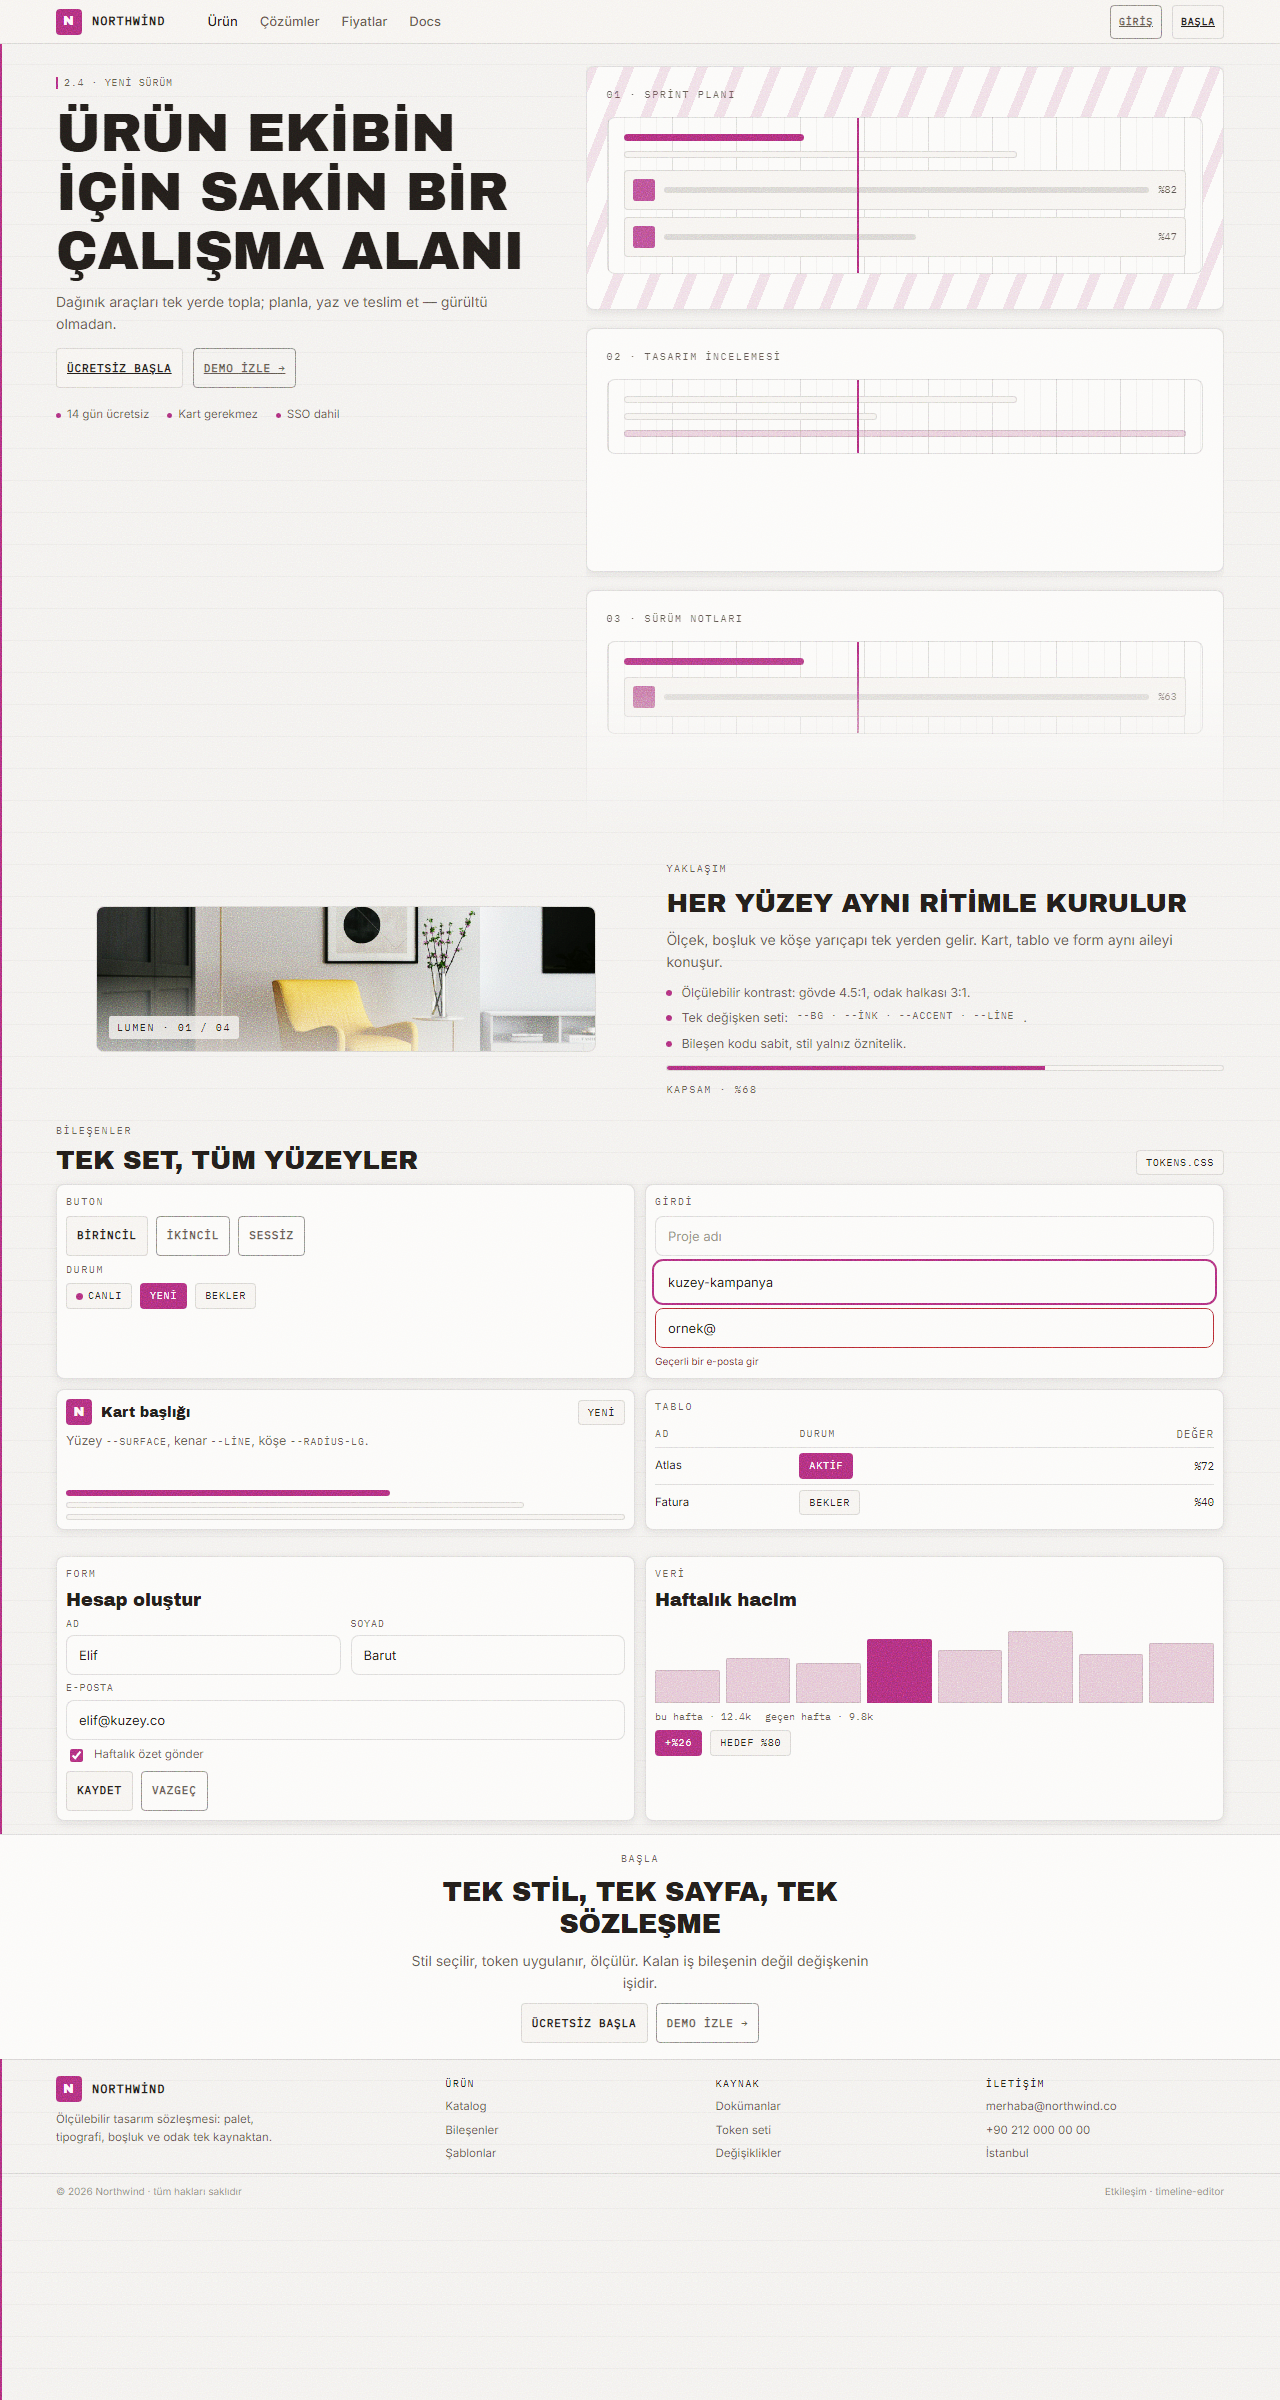 N NORTHWİND Ürün Çözümler Fiyatlar Docs GİRİŞ BAŞLA
2.4 · YENİ SÜRÜM
ÜRÜN EKİBİN
İÇİN SAKİN BİR
ÇALIŞMA ALANI
Dağınık araçları tek yerde topla; planla, yaz ve teslim et — gürültü
olmadan.
ÜCRETSİZ BAŞLA DEMO İZLE →
14 gün ücretsiz Kart gerekmez SSO dahil
01 · SPRİNT PLANI
%82
%47
02 · TASARIM İNCELEMESİ
03 · SÜRÜM NOTLARI
%63
LUMEN · 01 / 04
YAKLAŞIM
HER YÜZEY AYNI RİTİMLE KURULUR
Ölçek, boşluk ve köşe yarıçapı tek yerden gelir. Kart, tablo ve form aynı aileyi
konuşur.
Ölçülebilir kontrast: gövde 4.5:1, odak halkası 3:1.
Tek değişken seti: --BG · --İNK · --ACCENT · --LİNE .
Bileşen kodu sabit, stil yalnız öznitelik.
KAPSAM · %68
BİLEŞENLER
TEK SET, TÜM YÜZEYLER
TOKENS.CSS
BUTON
BİRİNCİL İKİNCİL SESSİZ
DURUM
CANLI YENİ BEKLER
GİRDİ
Proje adı
kuzey-kampanya
ornek@
Geçerli bir e-posta gir
N Kart başlığı YENİ
Yüzey --SURFACE, kenar --LİNE, köşe --RADİUS-LG.
TABLO
AD DURUM DEĞER
Atlas AKTİF %72
Fatura BEKLER %40
FORM
Hesap oluştur
AD SOYAD
Elif Barut
E-POSTA
elif@kuzey.co
Haftalık özet gönder
KAYDET VAZGEÇ
VERİ
Haftalık hacim
bu hafta · 12.4k geçen hafta · 9.8k
+%26 HEDEF %80
BAŞLA
TEK STİL, TEK SAYFA, TEK
SÖZLEŞME
Stil seçilir, token uygulanır, ölçülür. Kalan iş bileşenin değil değişkenin
işidir.
ÜCRETSİZ BAŞLA DEMO İZLE →
N NORTHWİND
Ölçülebilir tasarım sözleşmesi: palet,
tipografi, boşluk ve odak tek kaynaktan.
ÜRÜN
Katalog
Bileşenler
Şablonlar
KAYNAK
Dokümanlar
Token seti
Değişiklikler
İLETİŞİM
merhaba@northwind.co
+90 212 000 00 00
İstanbul
© 2026 Northwind · tüm hakları saklıdır
Etkileşim · timeline-editor